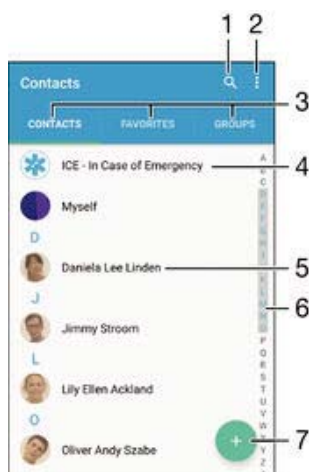 1 2
Contacts
3
CONTACTS FAVORITES GROUPS
ICE - In Case of Emergency
4
Myself
D
Daniela Lee Linden
5
J
Jimmy Stroom
6
L
Lily Ellen Ackland
O
Oliver Andy Szabe
+
7
A
B
C
D
E
F
G
H
I
J
K
L
M
N
O
P
Q
R
S
T
U
V
W
X
Y
Z